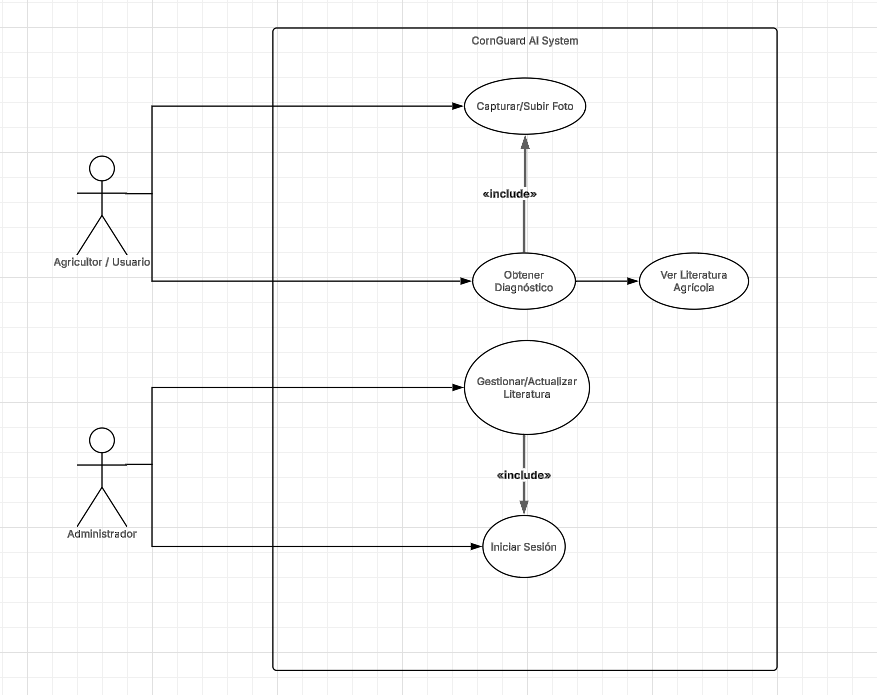 CornGuard AI System
Capturar/Subir Foto
«include»
Agricultor / Usuario
Obtener
Diagnóstico
Ver Literatura
Agrícola
Gestionar/Actualizar
Literatura
«include»
Administrador
Iniciar Sesión